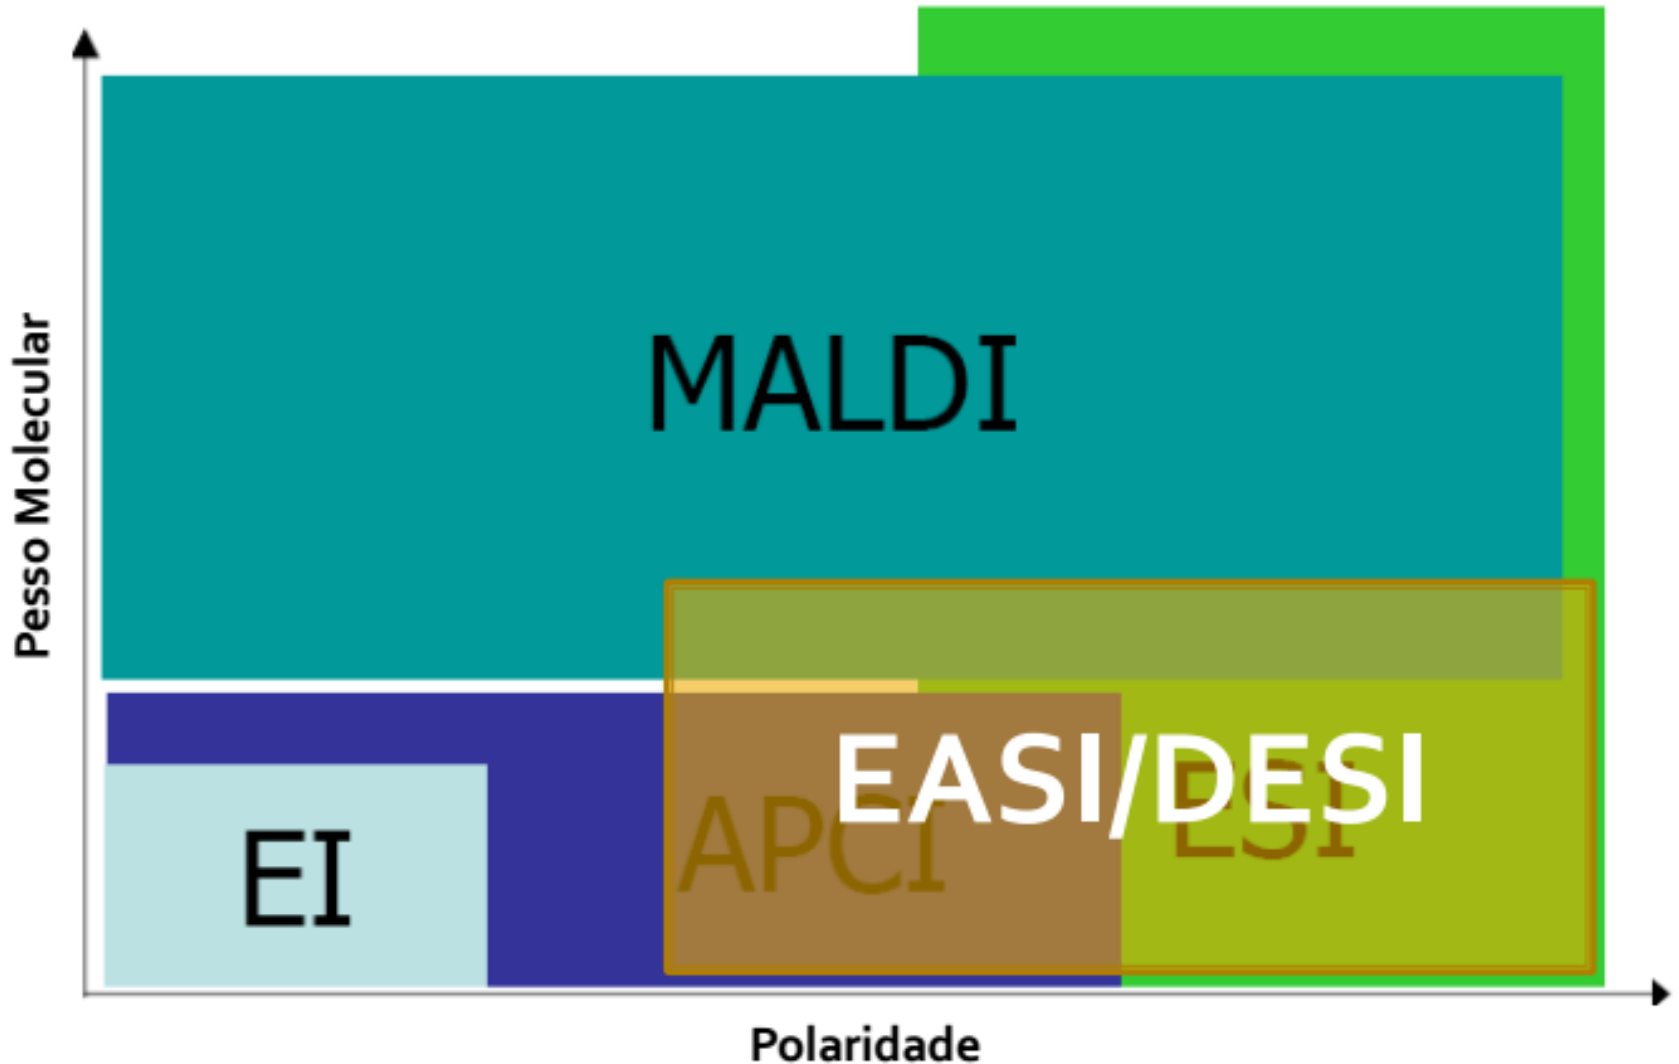 Pesso Molecular
MALDI
EASI/DESI
ESI
APCI
EI
Polaridade